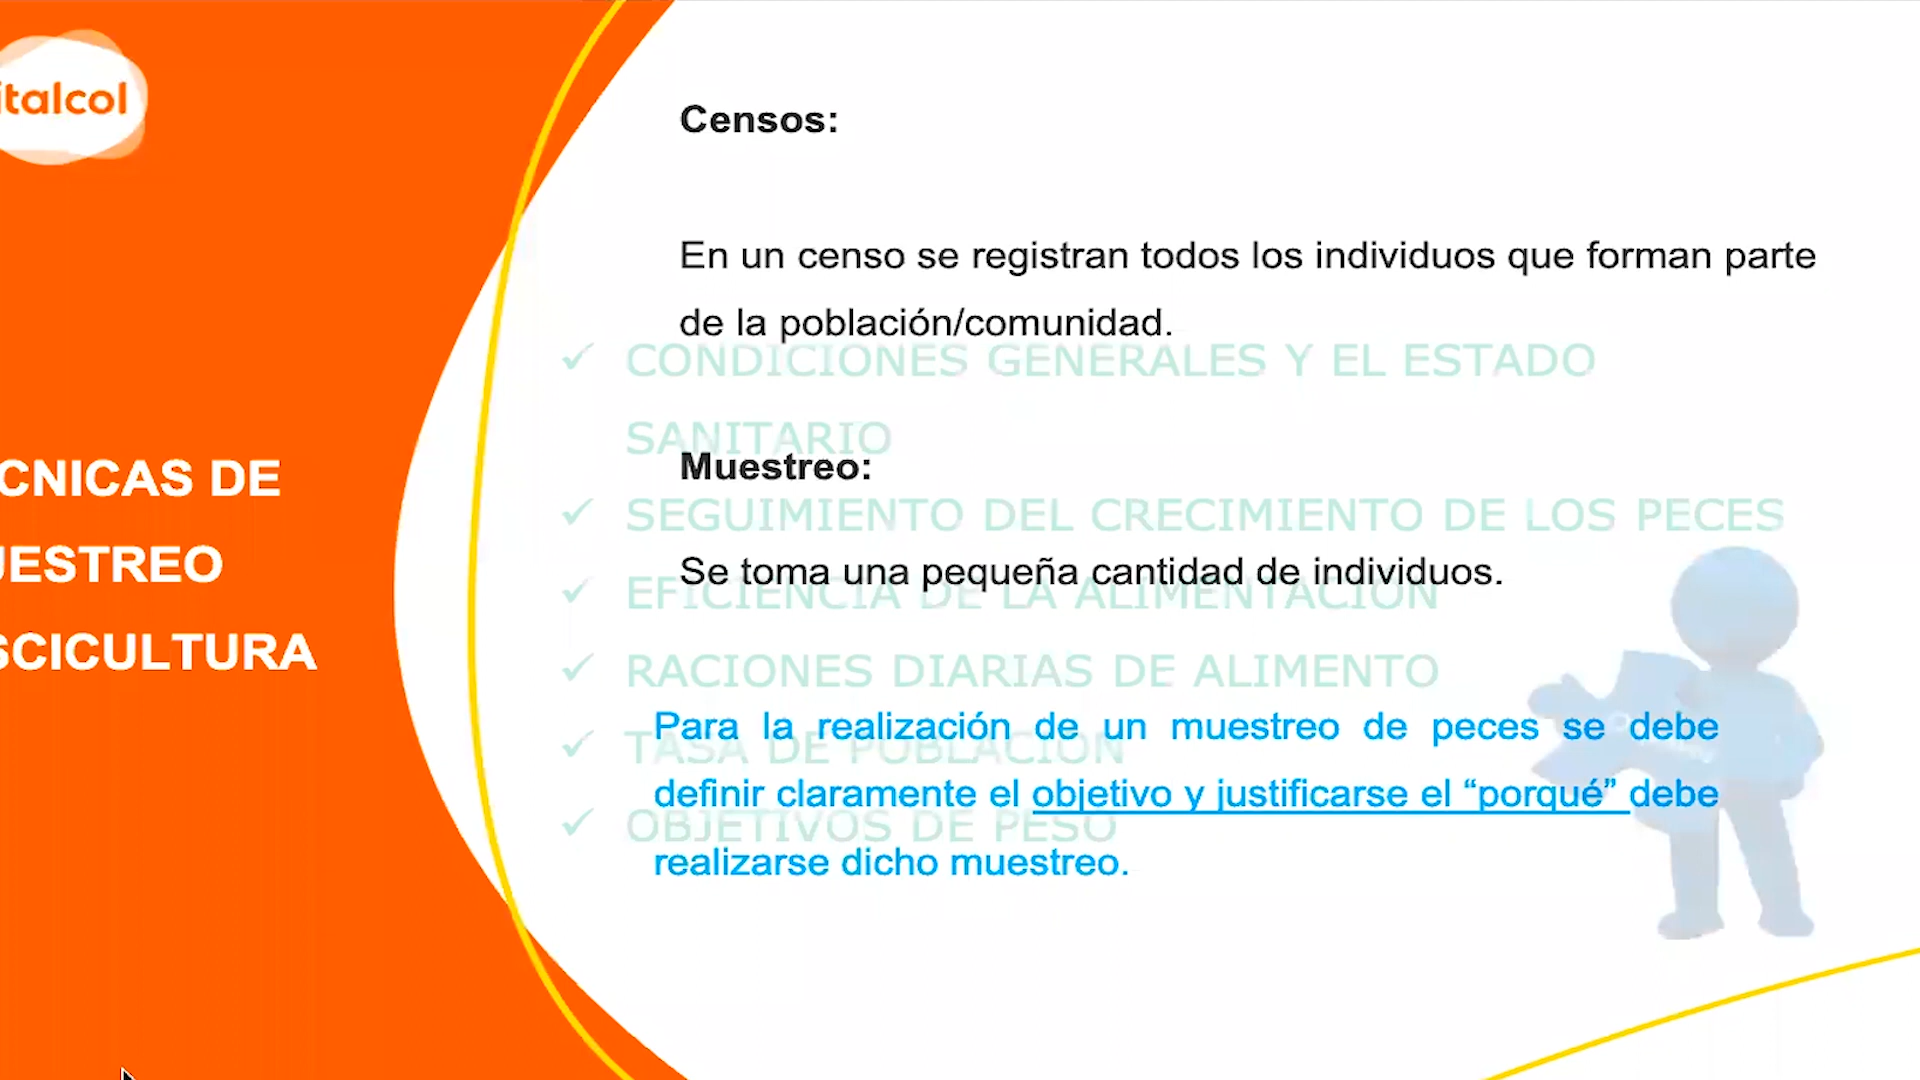 italcol
CNICAS DE
UESTREO
SCICULTURA
Censos:
En un censo se registran todos los individuos que forman parte
de la población/comunidad.
CONDICIONES GENERALES Y EL ESTADO
SANITARIO
Muestreo:
SEGUIMIENTO DEL CRECIMIENTO DE LOS PECES
Se toma una pequeña cantidad de individuos.
EFICIENCIA DE LA ALIMENTACIÓN
RACIONES DIARIAS DE ALIMENTO
Para la realización de un muestreo de peces se debe
TASA DE POBLACIÓN
definir claramente el objetivo y justificarse el “porqué” debe
OBJETIVOS DE PESO
realizarse dicho muestreo.